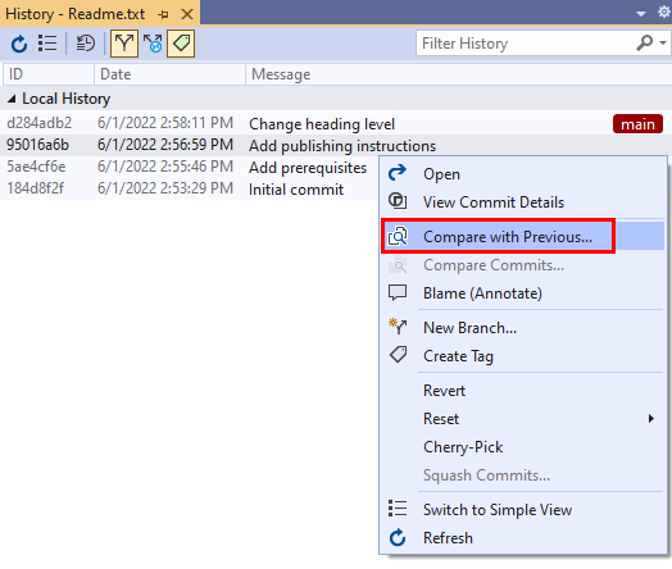 History - Readme.txt
Filter History
ID Date Message
Local History
d284adb2 6/1/2022 2:58:11 PM Change heading level main
95016a6b 6/1/2022 2:56:59 PM Add publishing instructions
5ae4cf6e 6/1/2022 2:55:46 PM Add prerequisites
184d8f2f 6/1/2022 2:53:29 PM Initial commit
Open
View Commit Details
Compare with Previous...
Compare Commits...
Blame (Annotate)
New Branch...
Create Tag
Revert
Reset
Cherry-Pick
Squash Commits...
Switch to Simple View
Refresh